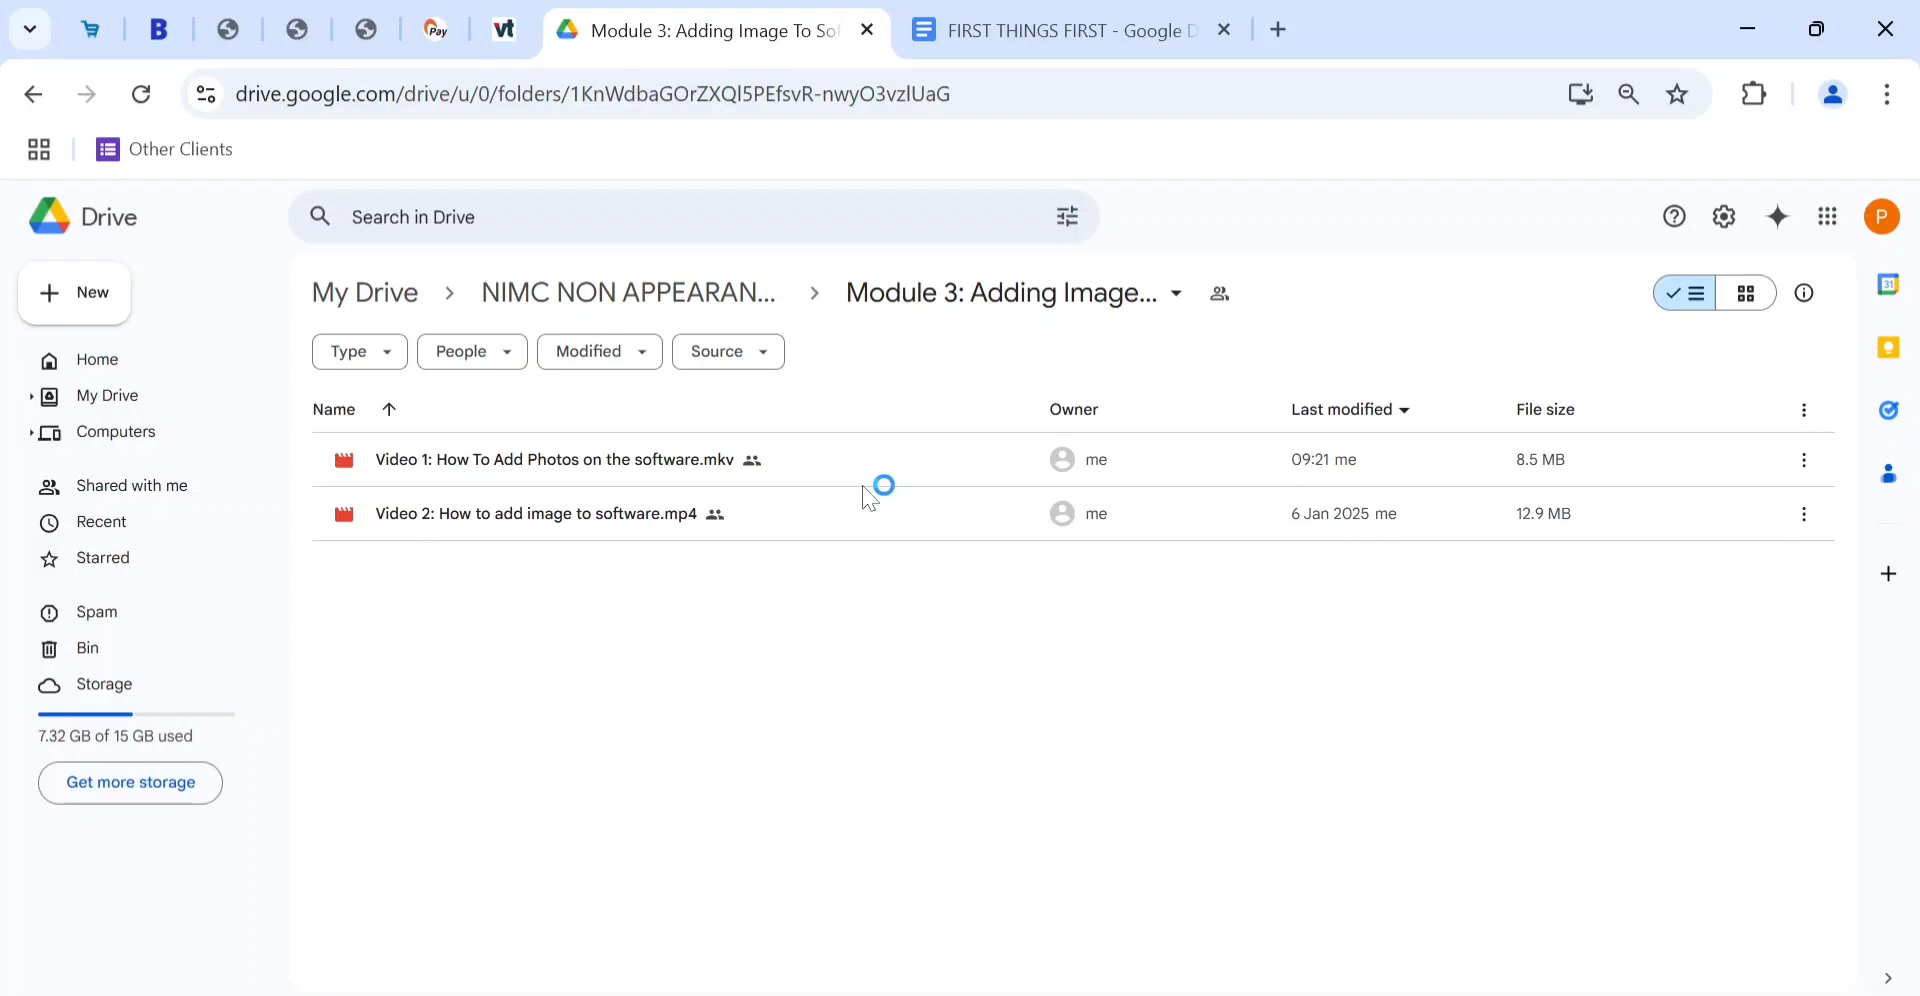 B
Pay
vt
Module 3: Adding Image To So
FIRST THINGS FIRST - Google D
drive.google.com/drive/u/0/folders/1KnWdbaGOrZXQl5PEfsvR-nwyO3vzlUaG
Other Clients
Drive
Search in Drive
P
New
My Drive
NIMC NON APPEARAN...
Module 3: Adding Image...
31
Type
People
Modified
Source
Home
My Drive
Computers
Shared with me
Recent
Starred
Spam
Bin
Storage
7.32 GB of 15 GB used
Get more storage
Name Owner Last modified File size
Video 1: How To Add Photos on the software.mkv me 09:21 me 8.5 MB
Video 2: How to add image to software.mp4 me 6 Jan 2025 me 12.9 MB